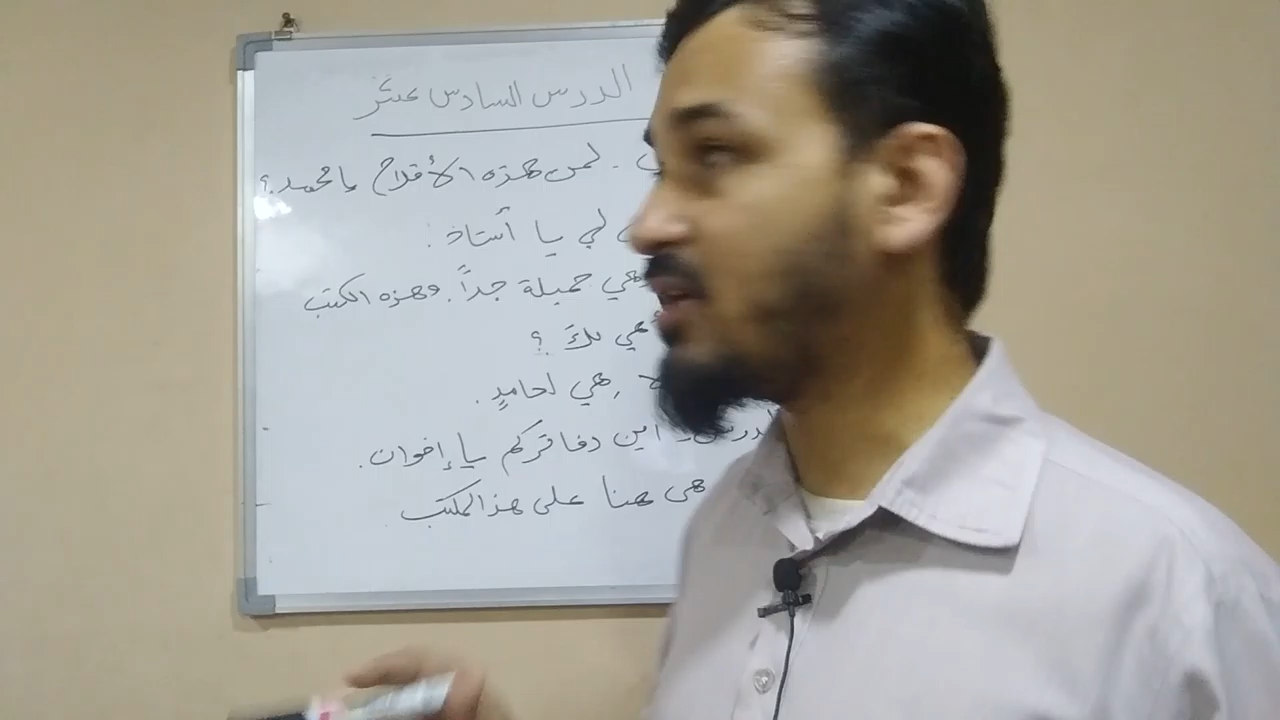 الدرس السادس عشر
لمن هذه الأقلام يا محمد؟
لي يا أستاذ.
هي جميلة جداً. وهذه الكتب
أهي لكَ؟
هي لحامدٍ.
أين دفاتركم يا إخوان.
هي هنا على هذا المكتب